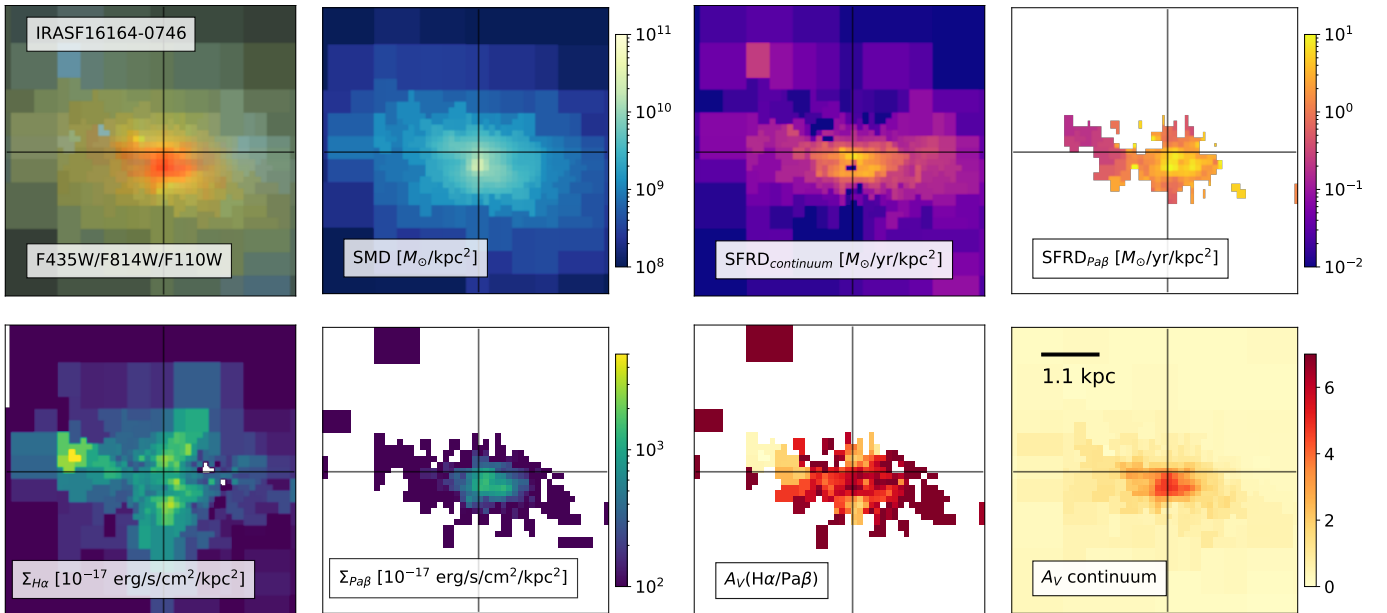 IRASF16164-0746
F435W/F814W/F110W
SMD [M⊙/kpc²]
10¹¹
10¹⁰
10⁹
10⁸
SFRD_continuum [M⊙/yr/kpc²]
SFRD_Paβ [M⊙/yr/kpc²]
10¹
10⁰
10⁻¹
10⁻²
Σ_Hα [10⁻¹⁷ erg/s/cm²/kpc²]
Σ_Paβ [10⁻¹⁷ erg/s/cm²/kpc²]
10³
10²
A_V(Hα/Paβ)
1.1 kpc
A_V continuum
6
4
2
0